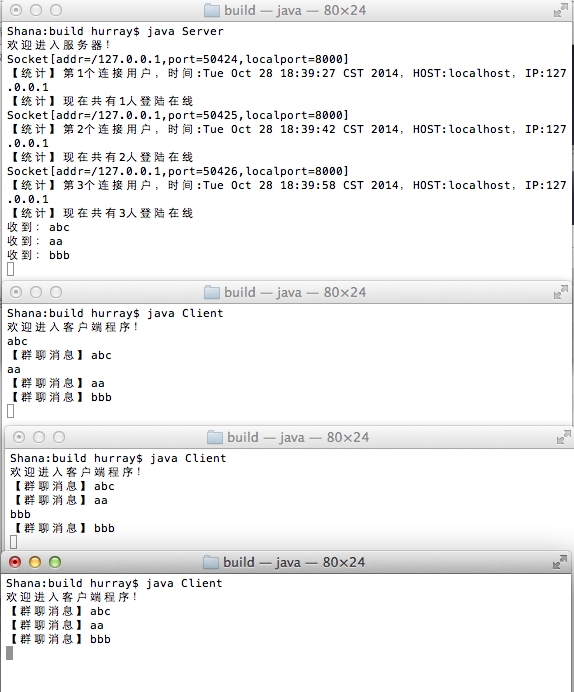 build — java — 80×24
Shana:build hurray$ java Server
欢迎进入服务器!
Socket[addr=/127.0.0.1,port=50424,localport=8000]
【统计】第1个连接用户,时间:Tue Oct 28 18:39:27 CST 2014, HOST:localhost, IP:127
.0.0.1
【统计】现在共有1人登陆在线
Socket[addr=/127.0.0.1,port=50425,localport=8000]
【统计】第2个连接用户,时间:Tue Oct 28 18:39:42 CST 2014, HOST:localhost, IP:127
.0.0.1
【统计】现在共有2人登陆在线
Socket[addr=/127.0.0.1,port=50426,localport=8000]
【统计】第3个连接用户,时间:Tue Oct 28 18:39:58 CST 2014, HOST:localhost, IP:127
.0.0.1
【统计】现在共有3人登陆在线
收到: abc
收到: aa
收到: bbb
build — java — 80×24
Shana:build hurray$ java Client
欢迎进入客户端程序!
abc
【群聊消息】abc
aa
【群聊消息】aa
【群聊消息】bbb
build — java — 80×24
Shana:build hurray$ java Client
欢迎进入客户端程序!
【群聊消息】abc
【群聊消息】aa
bbb
【群聊消息】bbb
build — java — 80×24
Shana:build hurray$ java Client
欢迎进入客户端程序!
【群聊消息】abc
【群聊消息】aa
【群聊消息】bbb